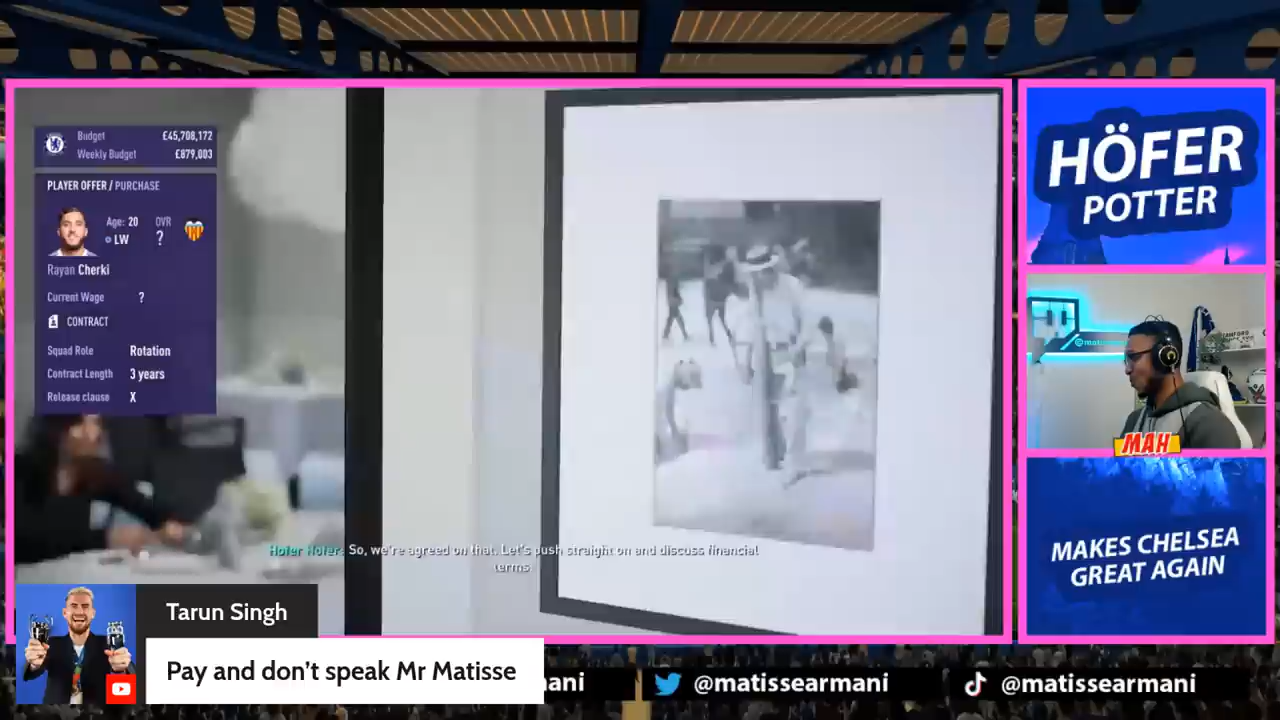 Budget £45,708,172
Weekly Budget £879,003
PLAYER OFFER / PURCHASE
Age: 20 OVR
LW ?
Rayan Cherki
Current Wage ?
CONTRACT
Squad Role Rotation
Contract Length 3 years
Release clause X
Hofer Hofer: So, we're agreed on that. Let's push straight on and discuss financial
terms
HÖFER
POTTER
MAH
MAKES CHELSEA
GREAT AGAIN
Tarun Singh
Pay and don't speak Mr Matisse
ani
@matissearmani
@matissearmani